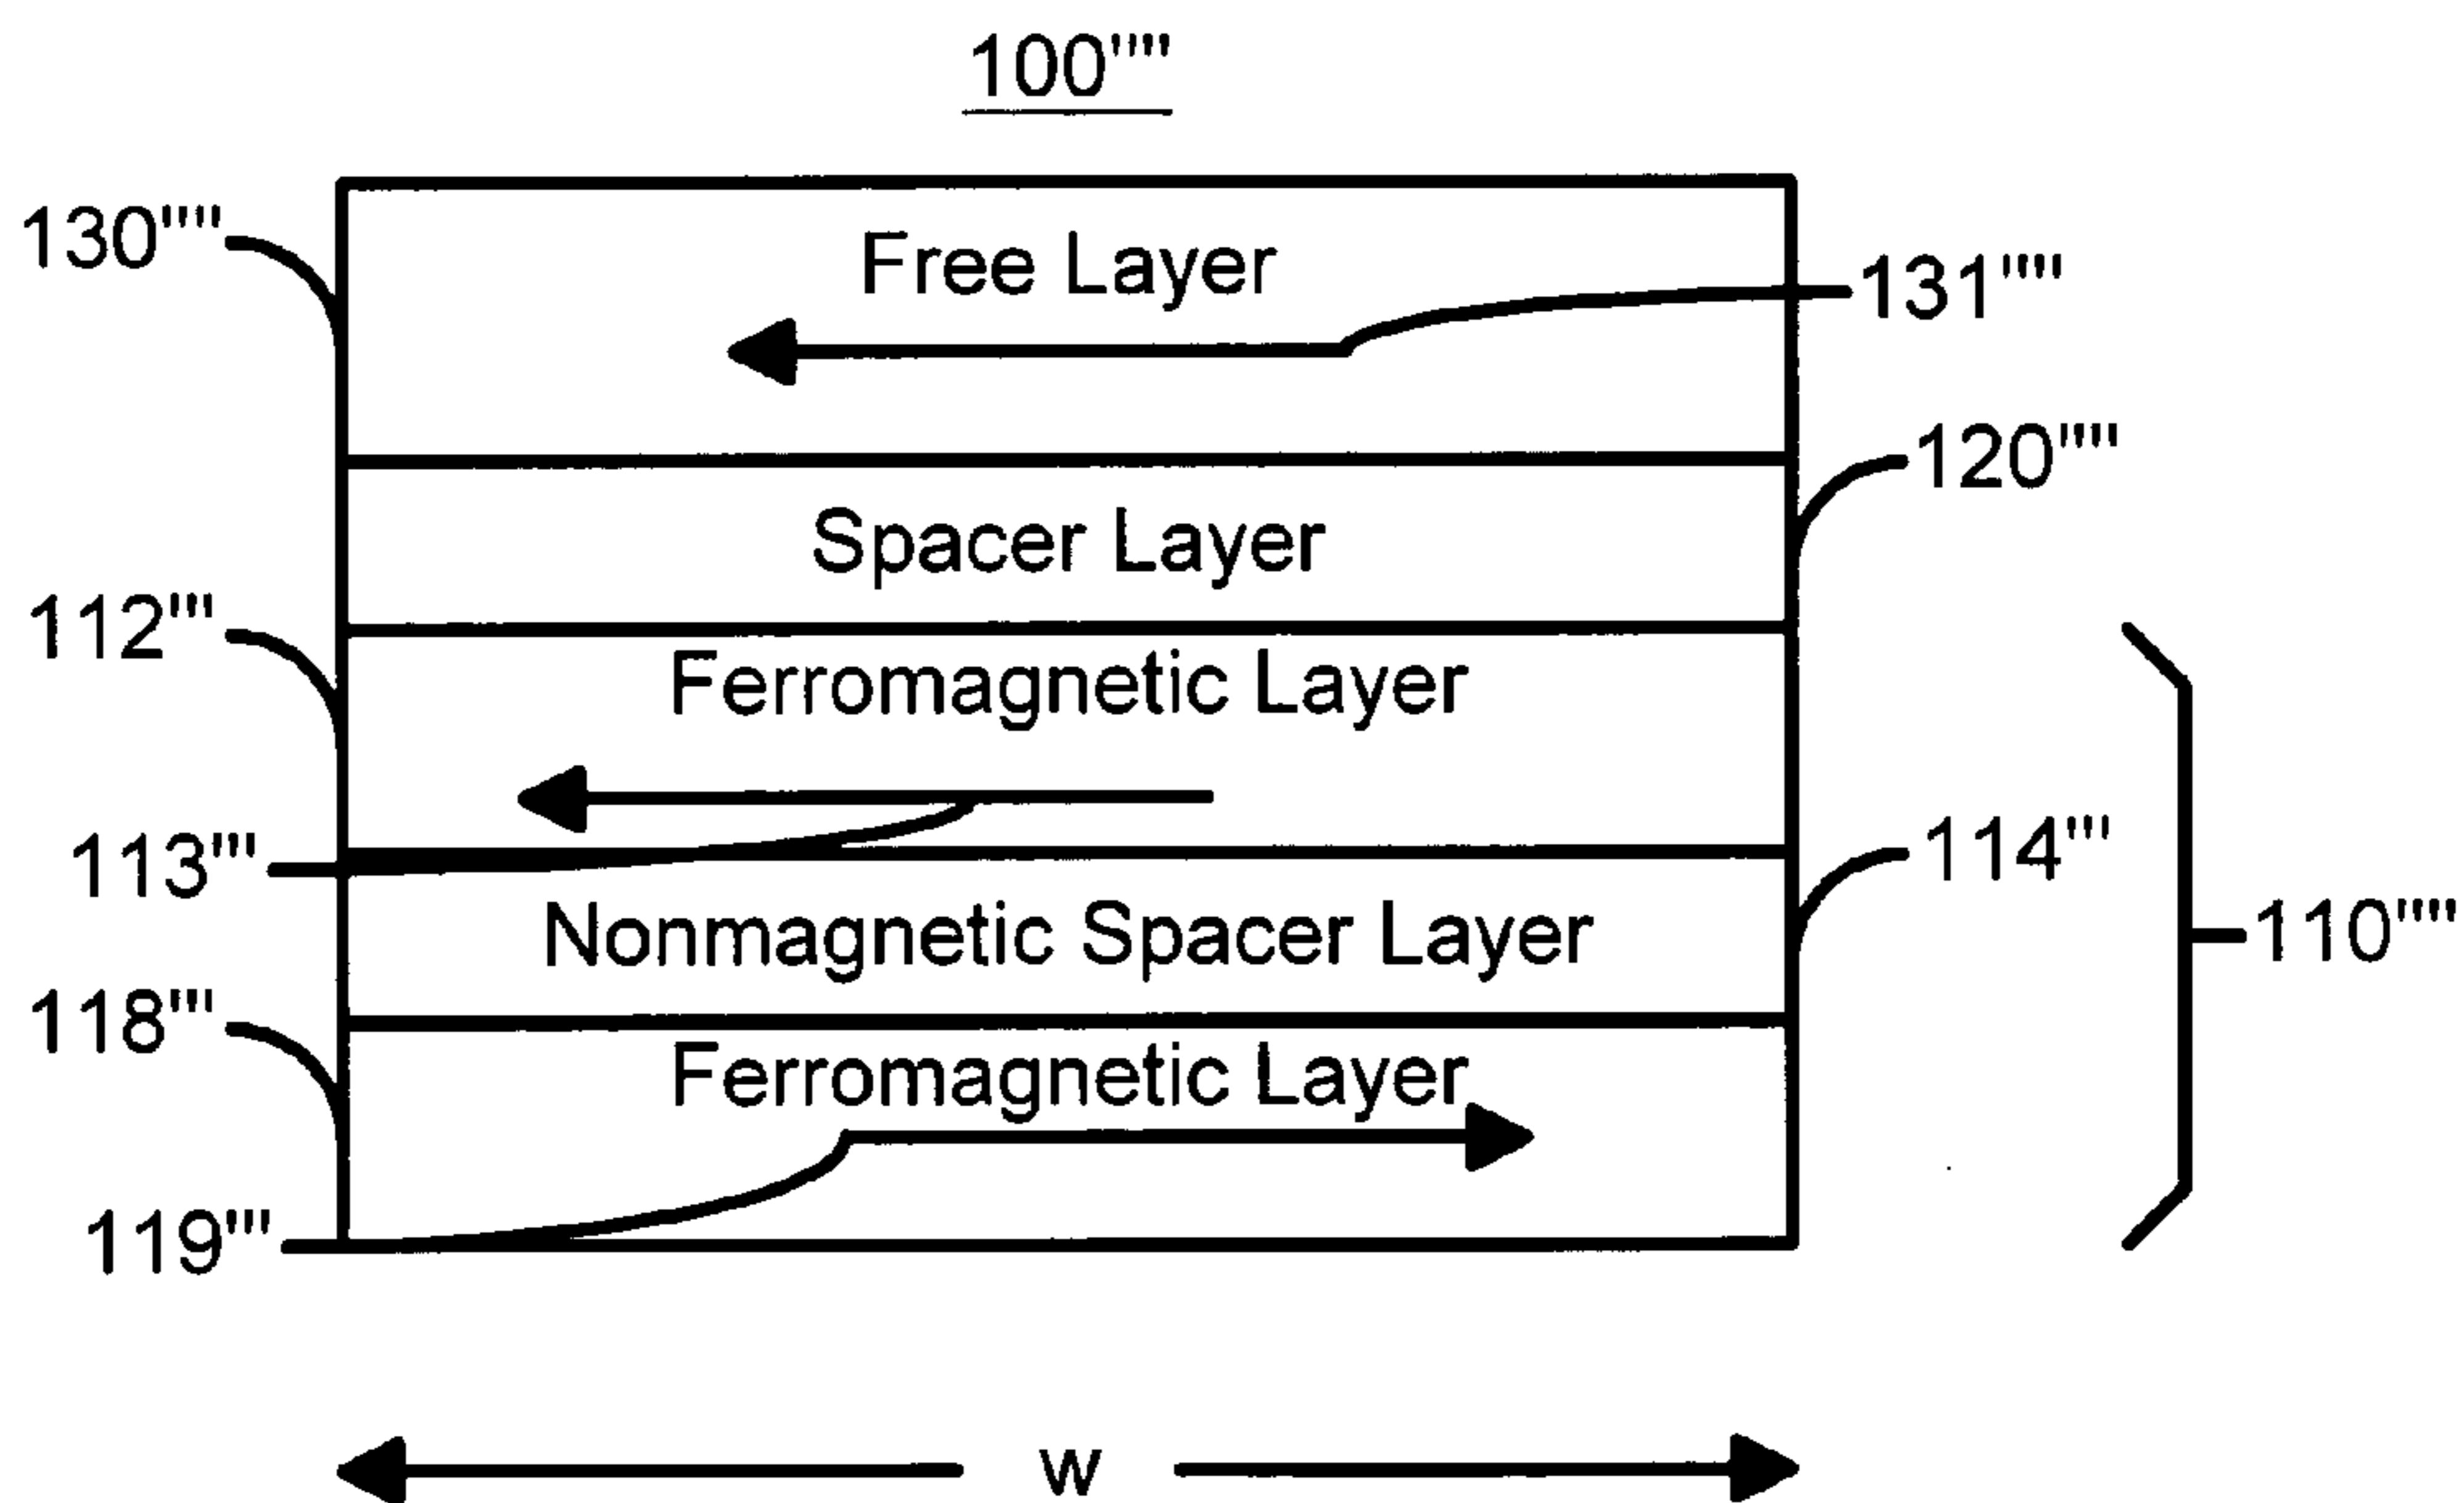 100''''
130''''
Free Layer
131''''
120''''
Spacer Layer
112'''
Ferromagnetic Layer
113'''
114'''
Nonmagnetic Spacer Layer
110''''
118'''
Ferromagnetic Layer
119'''
w